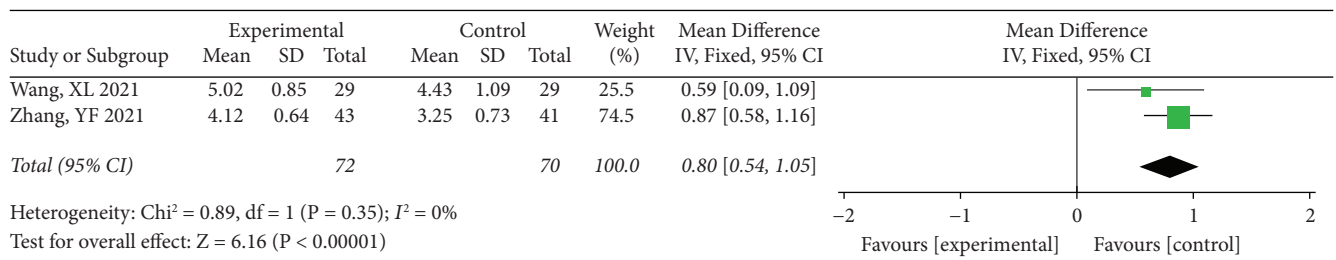 Experimental Control Weight Mean Difference Mean Difference
Study or Subgroup Mean SD Total Mean SD Total (%) IV, Fixed, 95% CI IV, Fixed, 95% CI
Wang, XL 2021 5.02 0.85 29 4.43 1.09 29 25.5 0.59 [0.09, 1.09]
Zhang, YF 2021 4.12 0.64 43 3.25 0.73 41 74.5 0.87 [0.58, 1.16]
Total (95% CI) 72 70 100.0 0.80 [0.54, 1.05]
Heterogeneity: Chi² = 0.89, df = 1 (P = 0.35); I² = 0%
Test for overall effect: Z = 6.16 (P < 0.00001)
−2 −1 0 1 2
Favours [experimental] Favours [control]